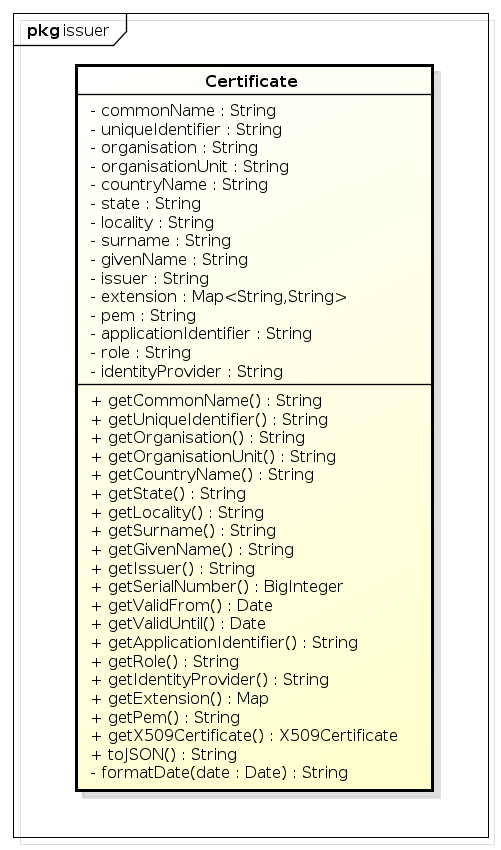 pkg issuer
Certificate
- commonName : String
- uniqueIdentifier : String
- organisation : String
- organisationUnit : String
- countryName : String
- state : String
- locality : String
- surname : String
- givenName : String
- issuer : String
- extension : Map<String,String>
- pem : String
- applicationIdentifier : String
- role : String
- identityProvider : String
+ getCommonName() : String
+ getUniqueIdentifier() : String
+ getOrganisation() : String
+ getOrganisationUnit() : String
+ getCountryName() : String
+ getState() : String
+ getLocality() : String
+ getSurname() : String
+ getGivenName() : String
+ getIssuer() : String
+ getSerialNumber() : BigInteger
+ getValidFrom() : Date
+ getValidUntil() : Date
+ getApplicationIdentifier() : String
+ getRole() : String
+ getIdentityProvider() : String
+ getExtension() : Map
+ getPem() : String
+ getX509Certificate() : X509Certificate
+ toJSON() : String
- formatDate(date : Date) : String